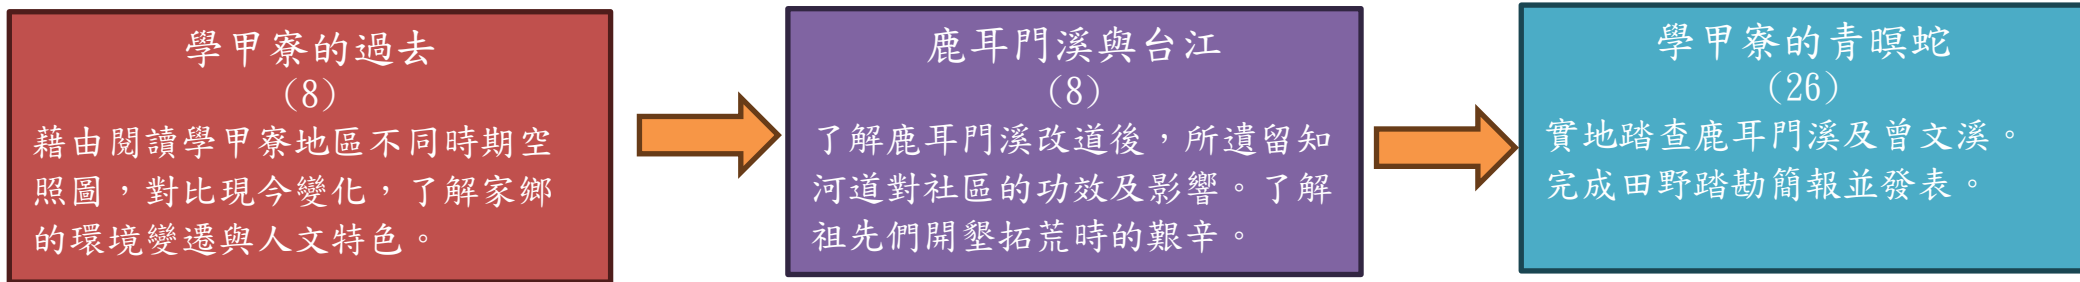 學甲寮的過去
(8)
藉由閱讀學甲寮地區不同時期空
照圖，對比現今變化，了解家鄉
的環境變遷與人文特色。
鹿耳門溪與台江
(8)
了解鹿耳門溪改道後，所遺留知
河道對社區的功效及影響。了解
祖先們開墾拓荒時的艱辛。
學甲寮的青暝蛇
(26)
實地踏查鹿耳門溪及曾文溪。
完成田野踏勘簡報並發表。